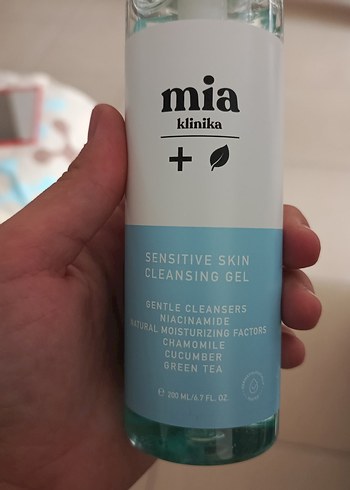 mia
klinika
SENSITIVE SKIN
CLEANSING GEL
GENTLE CLEANSERS
NIACINAMIDE
NATURAL MOISTURIZING FACTORS
CHAMOMILE
CUCUMBER
GREEN TEA
℮ 200 ML/6.7 FL. OZ.